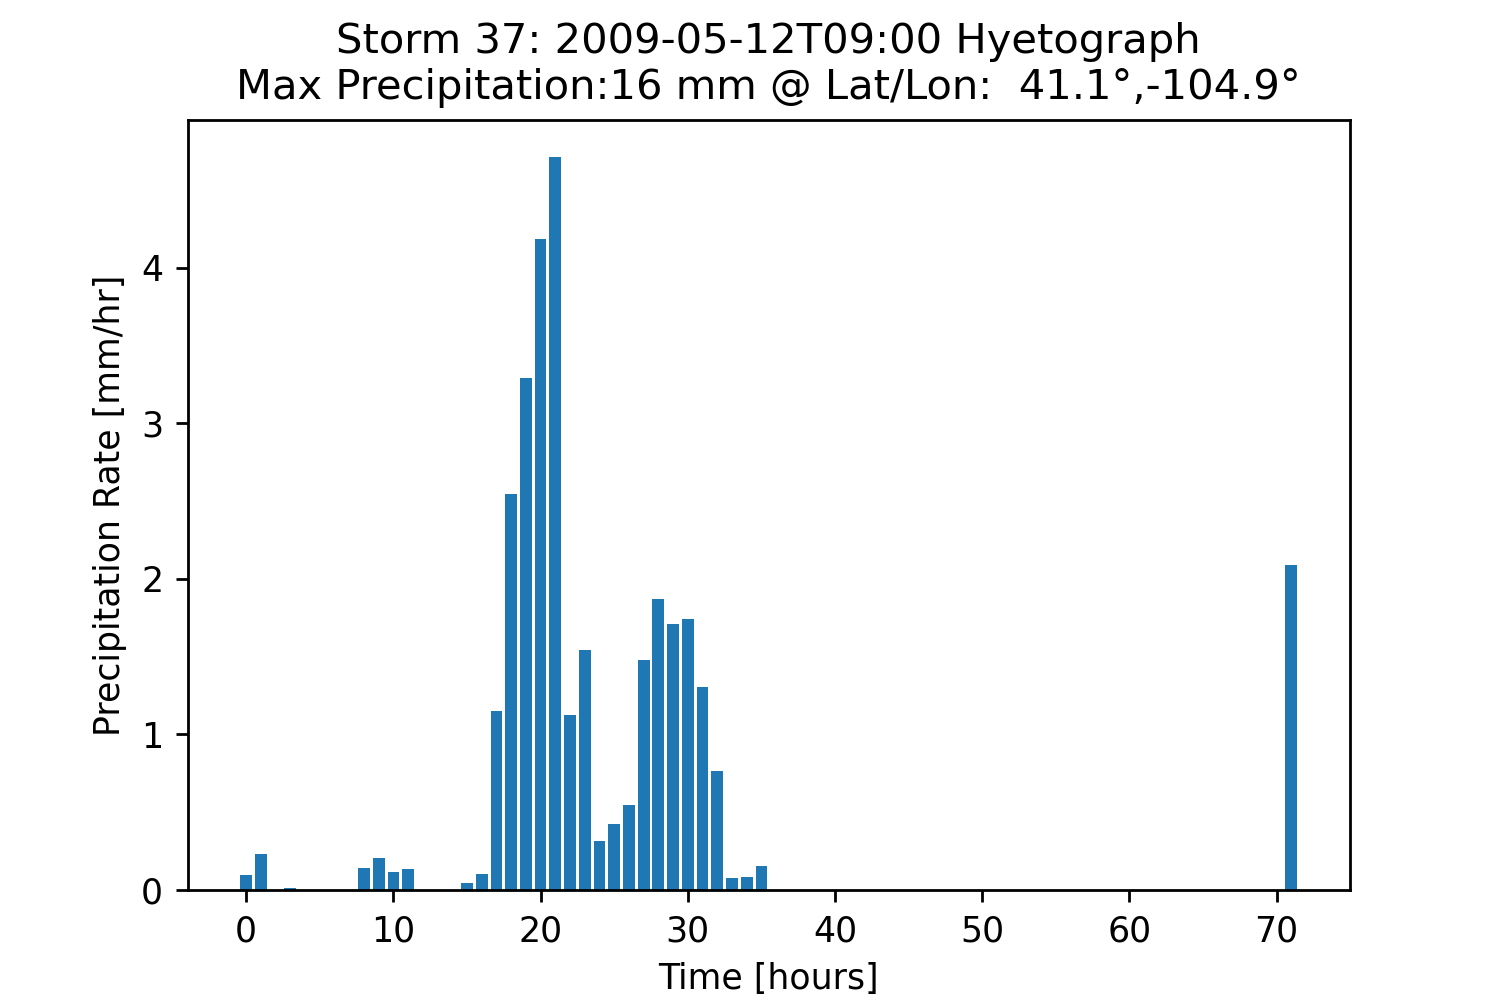 Storm 37: 2009-05-12T09:00 Hyetograph
Max Precipitation:16 mm @ Lat/Lon:  41.1°,-104.9°
Precipitation Rate [mm/hr]
4
3
2
1
0
0 10 20 30 40 50 60 70
Time [hours]